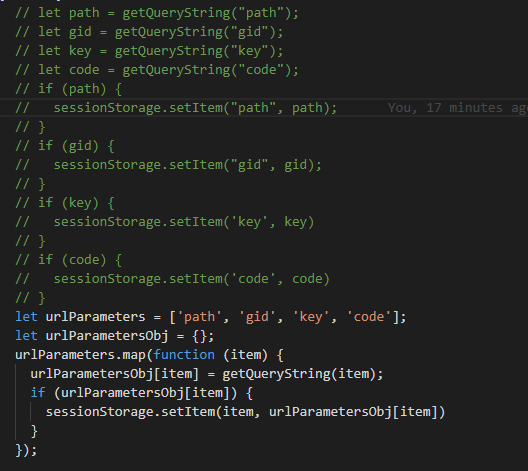 // let path = getQueryString("path");
// let gid = getQueryString("gid");
// let key = getQueryString("key");
// let code = getQueryString("code");
// if (path) {
//   sessionStorage.setItem("path", path);     You, 17 minutes ago
// }
// if (gid) {
//   sessionStorage.setItem("gid", gid);
// }
// if (key) {
//   sessionStorage.setItem('key', key)
// }
// if (code) {
//   sessionStorage.setItem('code', code)
// }
let urlParameters = ['path', 'gid', 'key', 'code'];
let urlParametersObj = {};
urlParameters.map(function (item) {
  urlParametersObj[item] = getQueryString(item);
  if (urlParametersObj[item]) {
    sessionStorage.setItem(item, urlParametersObj[item])
  }
});